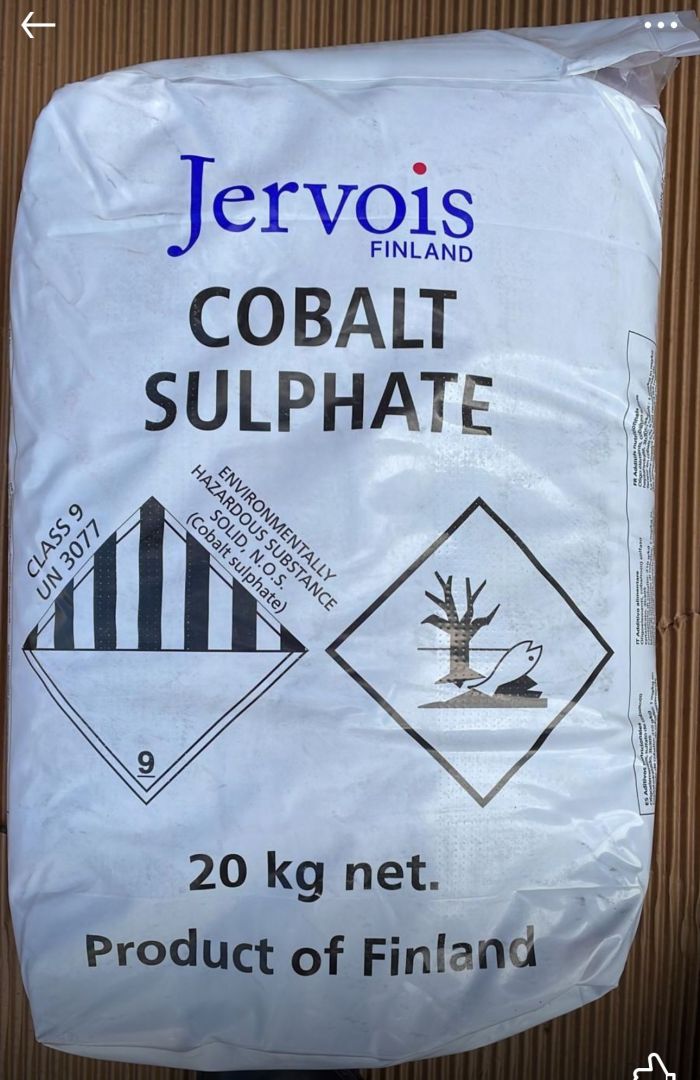 Jervois
FINLAND
COBALT
SULPHATE
CLASS 9
UN 3077
ENVIRONMENTALLY
HAZARDOUS SUBSTANCE
SOLID, N.O.S.
(Cobalt sulphate)
9
20 kg net.
Product of Finland